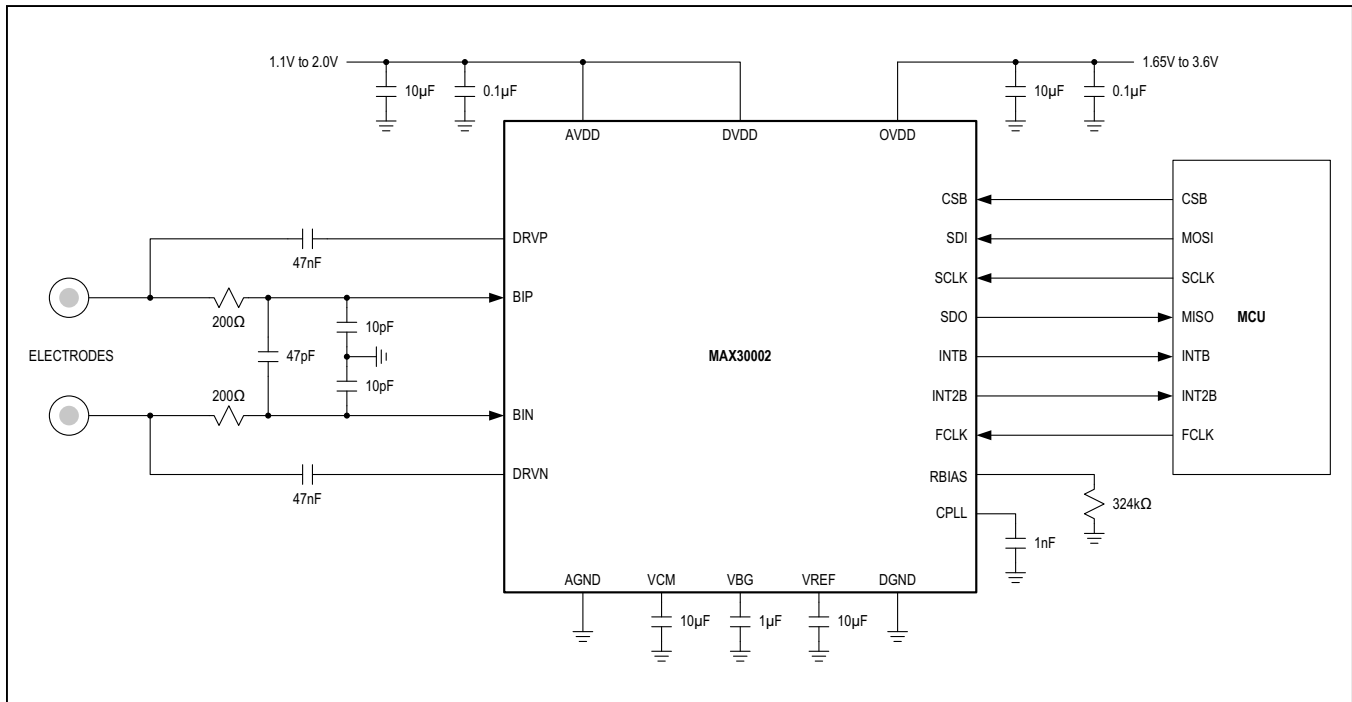 1.1V to 2.0V
10µF
0.1µF
1.65V to 3.6V
10µF
0.1µF
AVDD
DVDD
OVDD
DRVP
47nF
BIP
200Ω
10pF
ELECTRODES
47pF
10pF
200Ω
BIN
DRVN
47nF
MAX30002
CSB
SDI
SCLK
SDO
INTB
INT2B
FCLK
RBIAS
CPLL
CSB
MOSI
SCLK
MISO
MCU
INTB
INT2B
FCLK
324kΩ
1nF
AGND
VCM
VBG
VREF
DGND
10µF
1µF
10µF